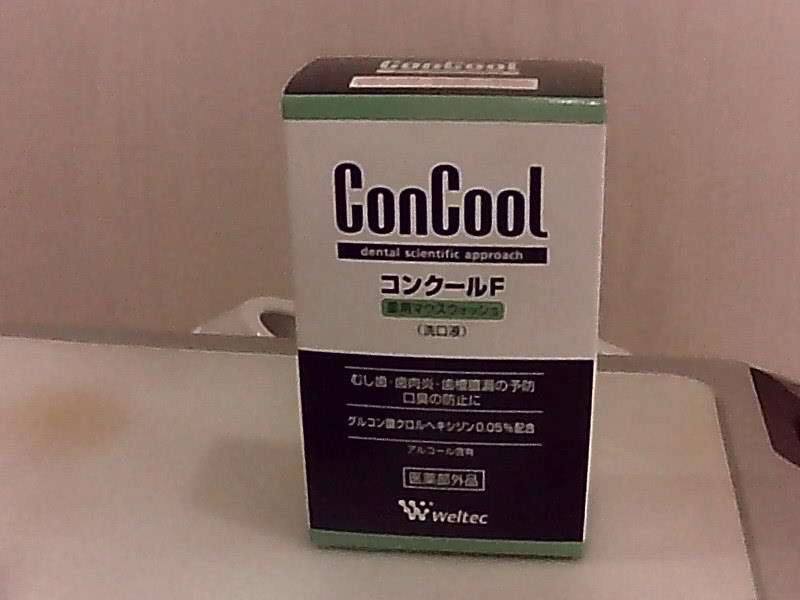 ConCool
ConCool
dental scientific approach
コンクールF
薬用マウスウォッシュ
(洗口液)
むし歯・歯肉炎・歯槽膿漏の予防
口臭の防止に
グルコン酸クロルヘキシジン0.05%配合
アルコール含有
医薬部外品
Weltec